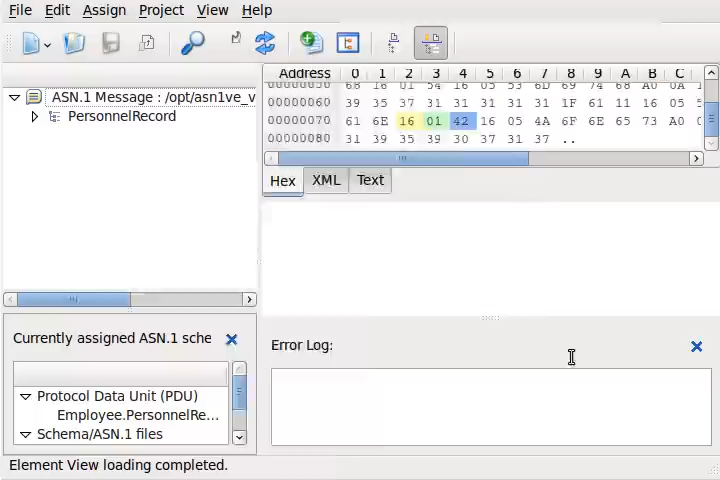 File Edit Assign Project View Help
Address 0 1 2 3 4 5 6 7 8 9 A B C
00000060 39 35 37 31 31 31 31 31 1F 61 11 16 05 5
00000070 61 6E 16 01 42 16 05 4A 6F 6E 65 73 A0
00000080 31 39 35 39 30 37 31 37 ..
ASN.1 Message : /opt/asn1ve_v
PersonnelRecord
Hex XML Text
Currently assigned ASN.1 sche
Protocol Data Unit (PDU)
Employee.PersonnelRe...
Schema/ASN.1 files
Error Log:
Element View loading completed.